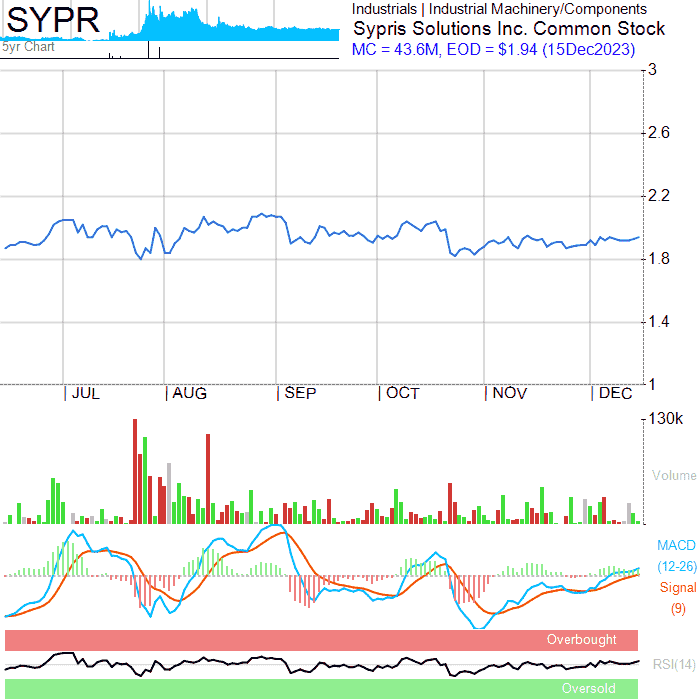 SYPR
5yr Chart
Industrials | Industrial Machinery/Components
Sypris Solutions Inc. Common Stock
MC = 43.6M, EOD = $1.94 (15Dec2023)
3
2.6
2.2
1.8
1.4
1
JUL AUG SEP OCT NOV DEC
130k
Volume
MACD
(12-26)
Signal
(9)
Overbought
RSI(14)
Oversold